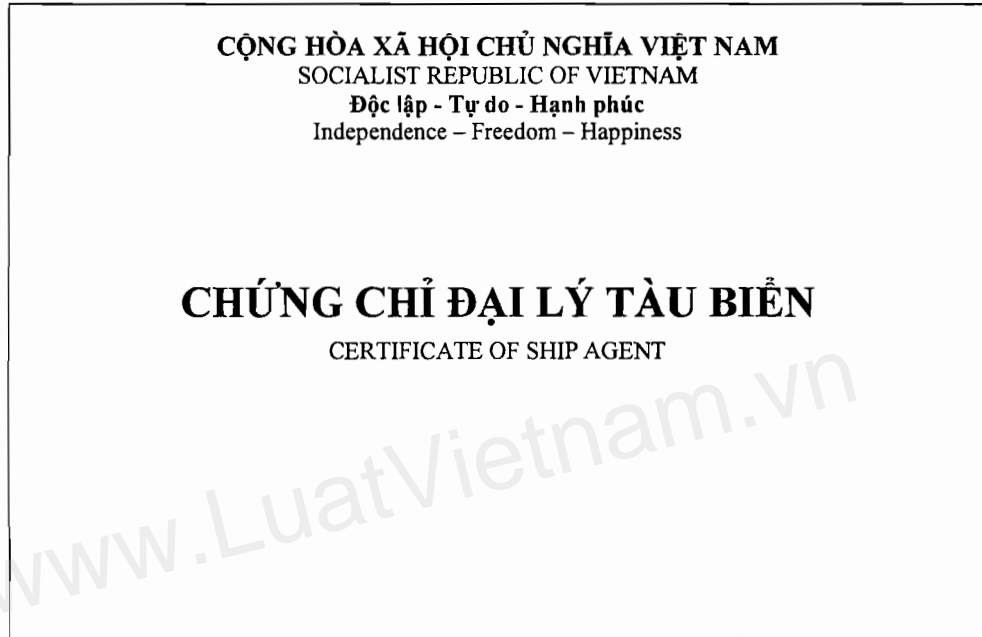 CỘNG HÒA XÃ HỘI CHỦ NGHĨA VIỆT NAM
SOCIALIST REPUBLIC OF VIETNAM
Độc lập - Tự do - Hạnh phúc
Independence – Freedom – Happiness
CHỨNG CHỈ ĐẠI LÝ TÀU BIỂN
CERTIFICATE OF SHIP AGENT
www.LuatVietnam.vn